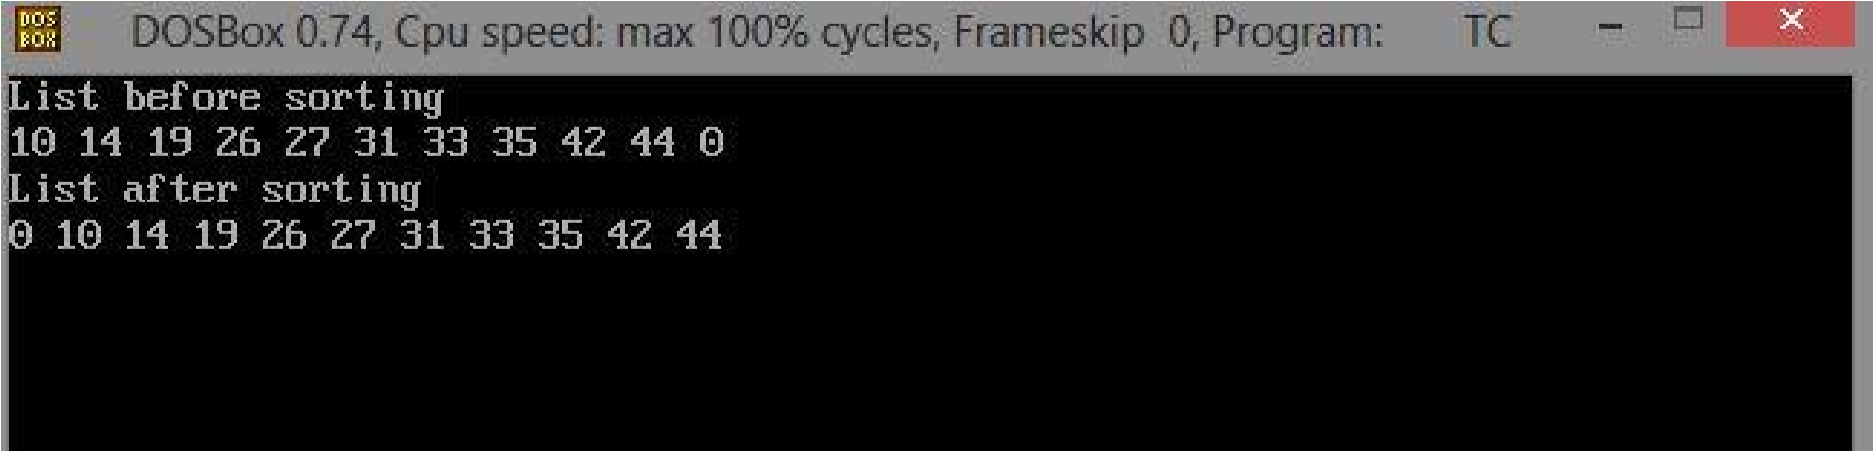 DOS
BOX
DOSBox 0.74, Cpu speed: max 100% cycles, Frameskip 0, Program: TC
List before sorting
10 14 19 26 27 31 33 35 42 44 0
List after sorting
0 10 14 19 26 27 31 33 35 42 44